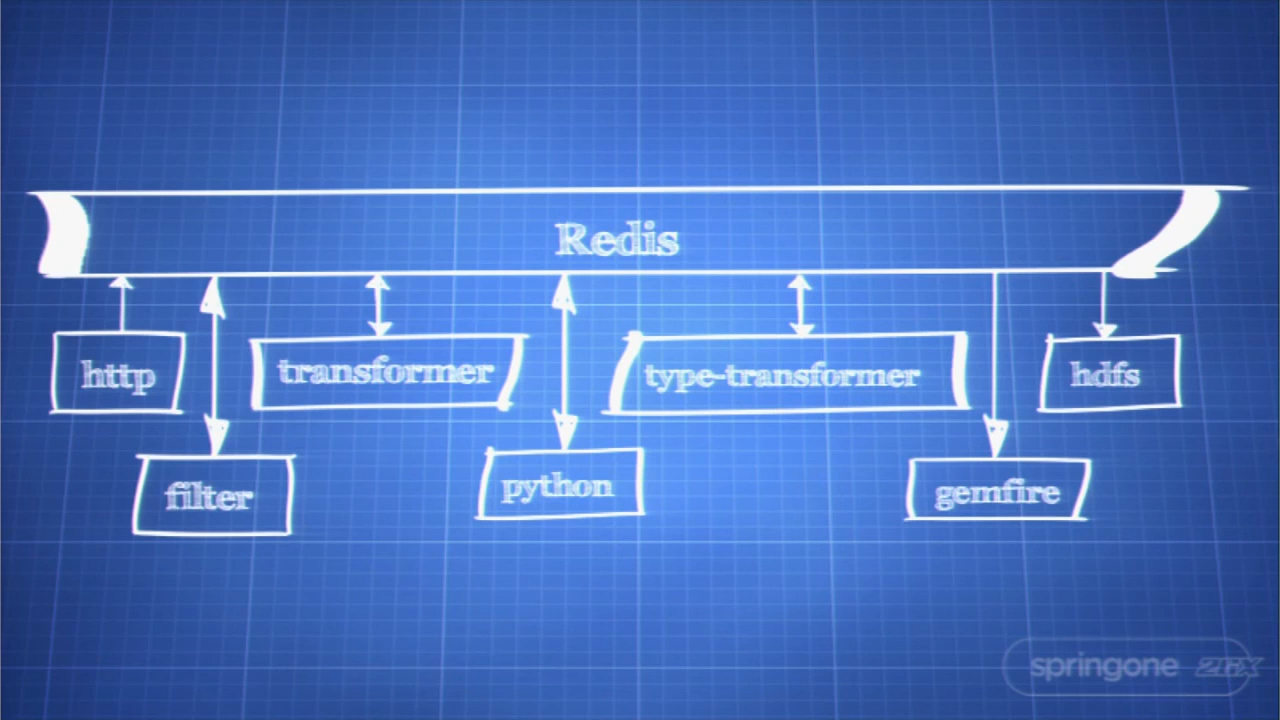 Redis
http
transformer
type-transformer
hdfs
filter
python
gemfire
springone 2GX